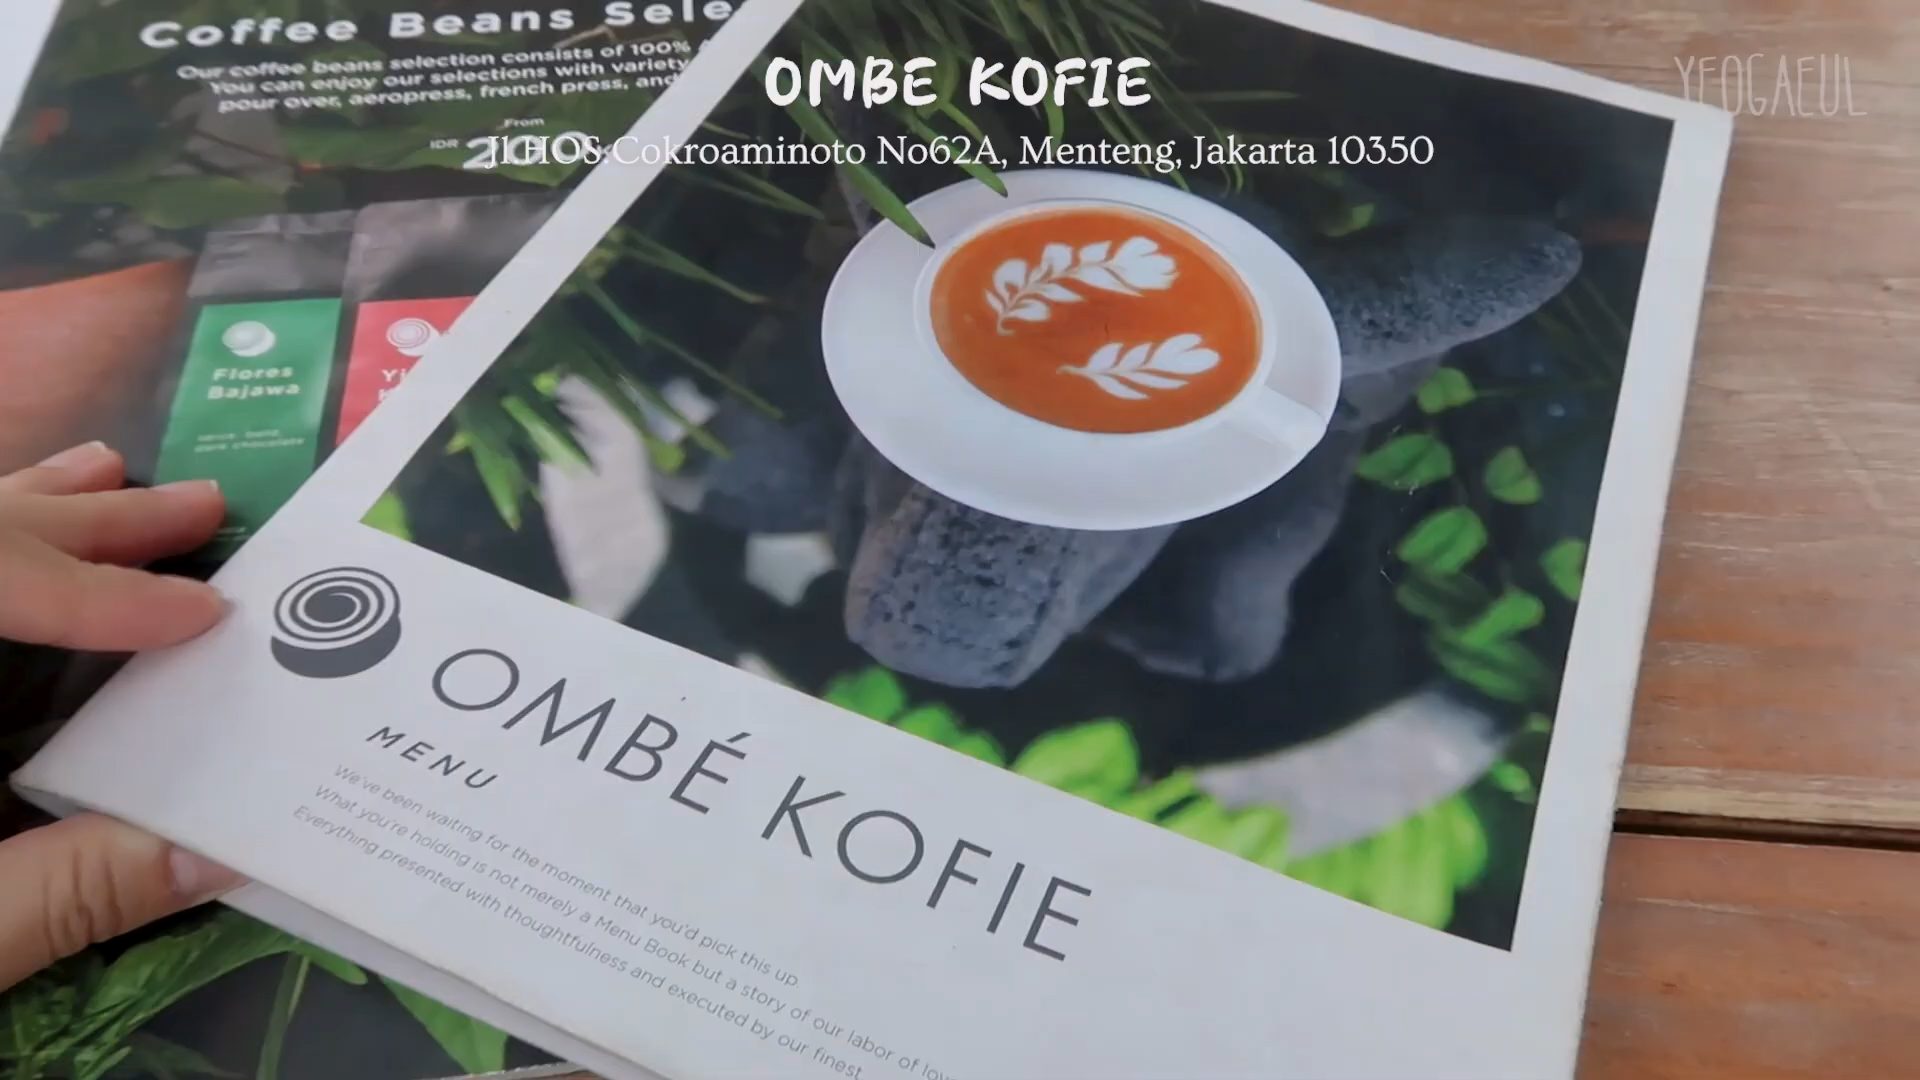 Coffee Beans Sele
Our coffee beans selection consists of 100%
You can enjoy our selections with variety
pour over, aeropress, french press, and
From
IDR
OMBE KOFIE
Jl.HOS.Cokroaminoto No62A, Menteng, Jakarta 10350
YEOGAEUL
Flores
Bajawa
OMBÉ KOFIE
MENU
We've been waiting for the moment that you'd pick this up
What you're holding is not merely a Menu Book but a story of our labor of
Everything presented with thoughtfulness and executed by our finest